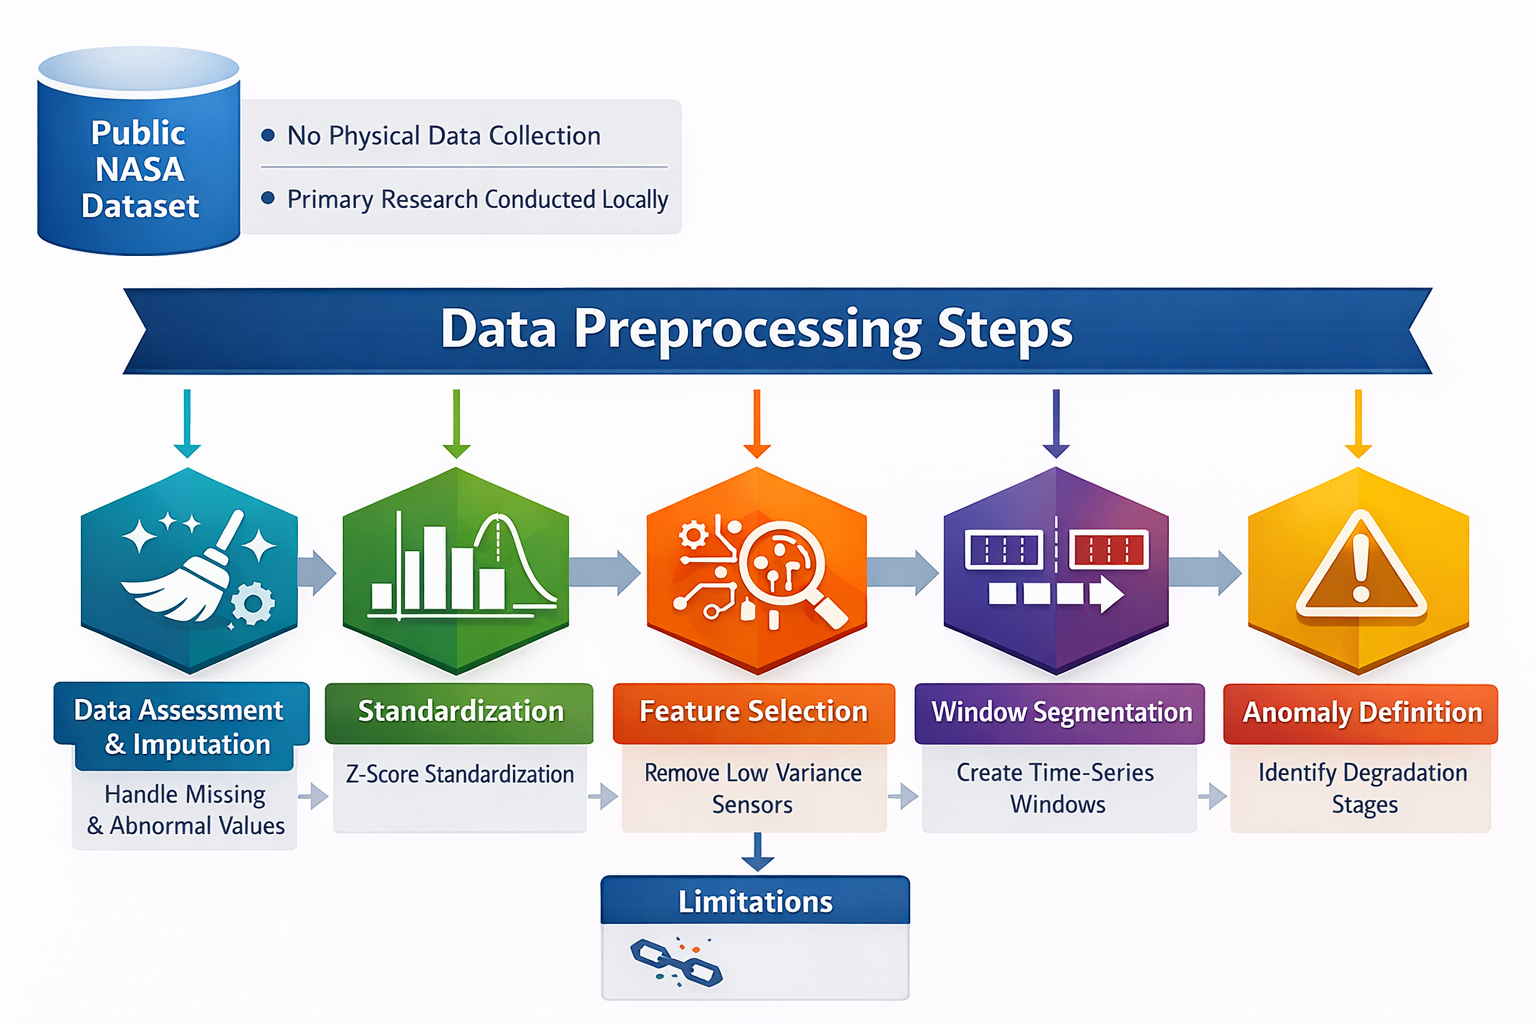 Public
NASA
Dataset
No Physical Data Collection
Primary Research Conducted Locally
Data Preprocessing Steps
Data Assessment
& Imputation
Handle Missing
& Abnormal Values
Standardization
Z-Score Standardization
Feature Selection
Remove Low Variance
Sensors
Window Segmentation
Create Time-Series
Windows
Anomaly Definition
Identify Degradation
Stages
Limitations